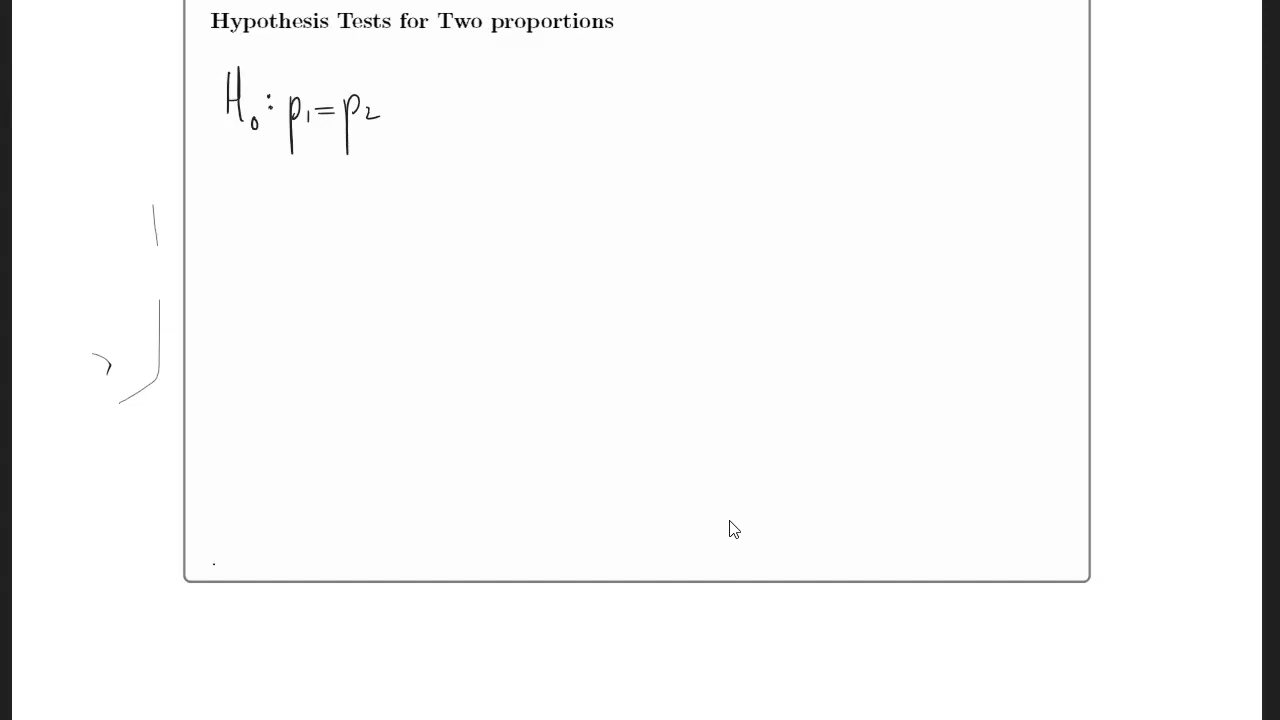 Hypothesis Tests for Two proportions
H₀: p₁ = p₂
.